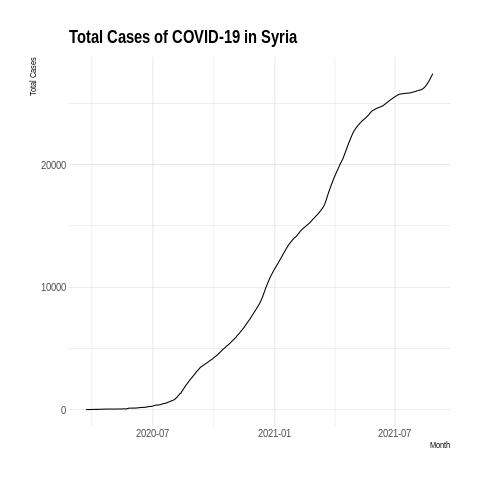 Total Cases of COVID-19 in Syria
Total Cases
20000
10000
0
2020-07 2021-01 2021-07
Month